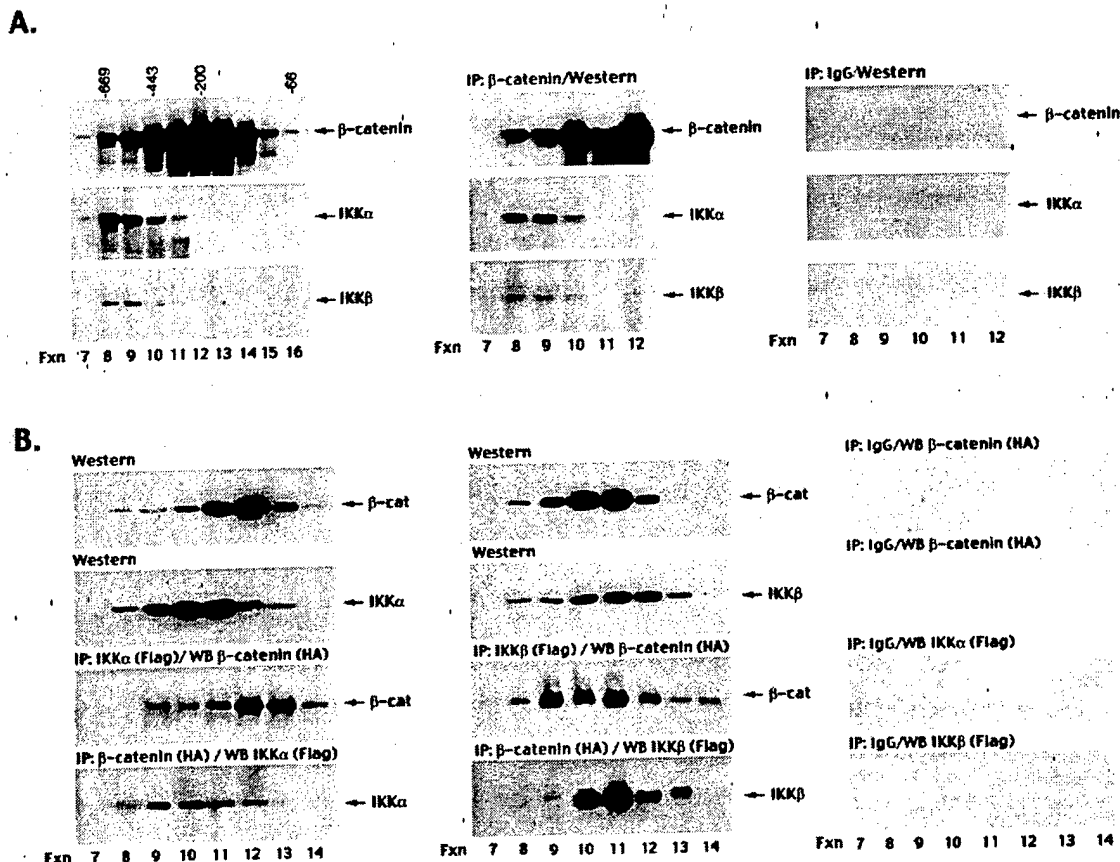 A.
-669
-443
-200
-66
← β-catenin
← IKKα
← IKKβ
Fxn 7 8 9 10 11 12 13 14 15 16
IP: β-catenin/Western
← β-catenin
← IKKα
← IKKβ
Fxn 7 8 9 10 11 12
IP: IgG/Western
← β-catenin
← IKKα
← IKKβ
Fxn 7 8 9 10 11 12
B.
Western
← β-cat
Western
← IKKα
IP: IKKα (Flag)/ WB β-catenin (HA)
← β-cat
IP: β-catenin (HA) / WB IKKα (Flag)
← IKKα
Fxn 7 8 9 10 11 12 13 14
Western
← β-cat
Western
← IKKβ
IP: IKKβ (Flag) / WB β-catenin (HA)
← β-cat
IP: β-catenin (HA) / WB IKKβ (Flag)
← IKKβ
Fxn 7 8 9 10 11 12 13 14
IP: IgG/WB β-catenin (HA)
IP: IgG/WB β-catenin (HA)
IP: IgG/WB IKKα (Flag)
IP: IgG/WB IKKβ (Flag)
Fxn 7 8 9 10 11 12 13 14